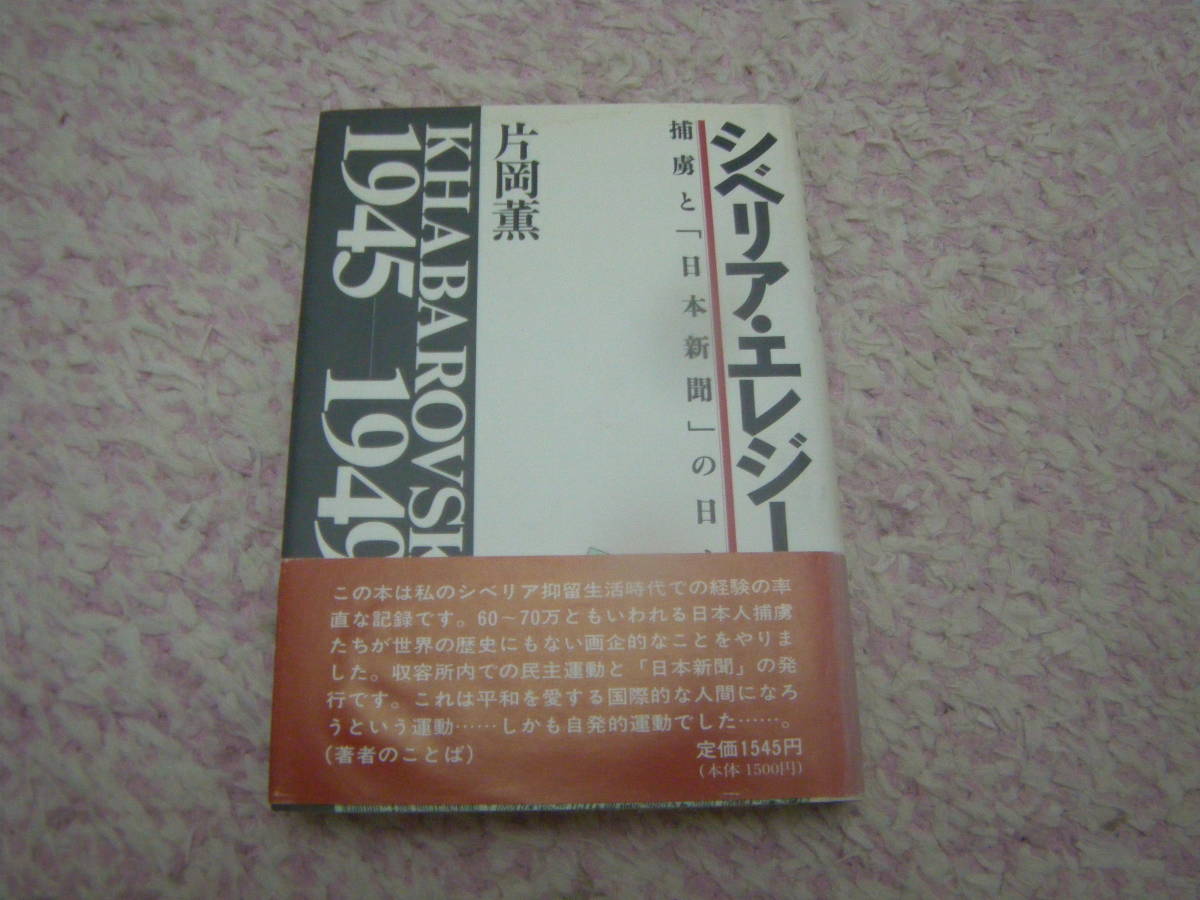 シベリア・エレジー
捕虜と「日本新聞」の日
片岡薫
KHABAROVSK
1945—1949
この本は私のシベリア抑留生活時代での経験の率
直な記録です。60〜70万ともいわれる日本人捕虜
たちが世界の歴史にもない画企的なことをやりま
した。収容所内での民主運動と「日本新聞」の発
行です。これは平和を愛する国際的な人間になろ
うという運動……しかも自発的運動でした……。
(著者のことば)
定価1545円
(本体 1500円)